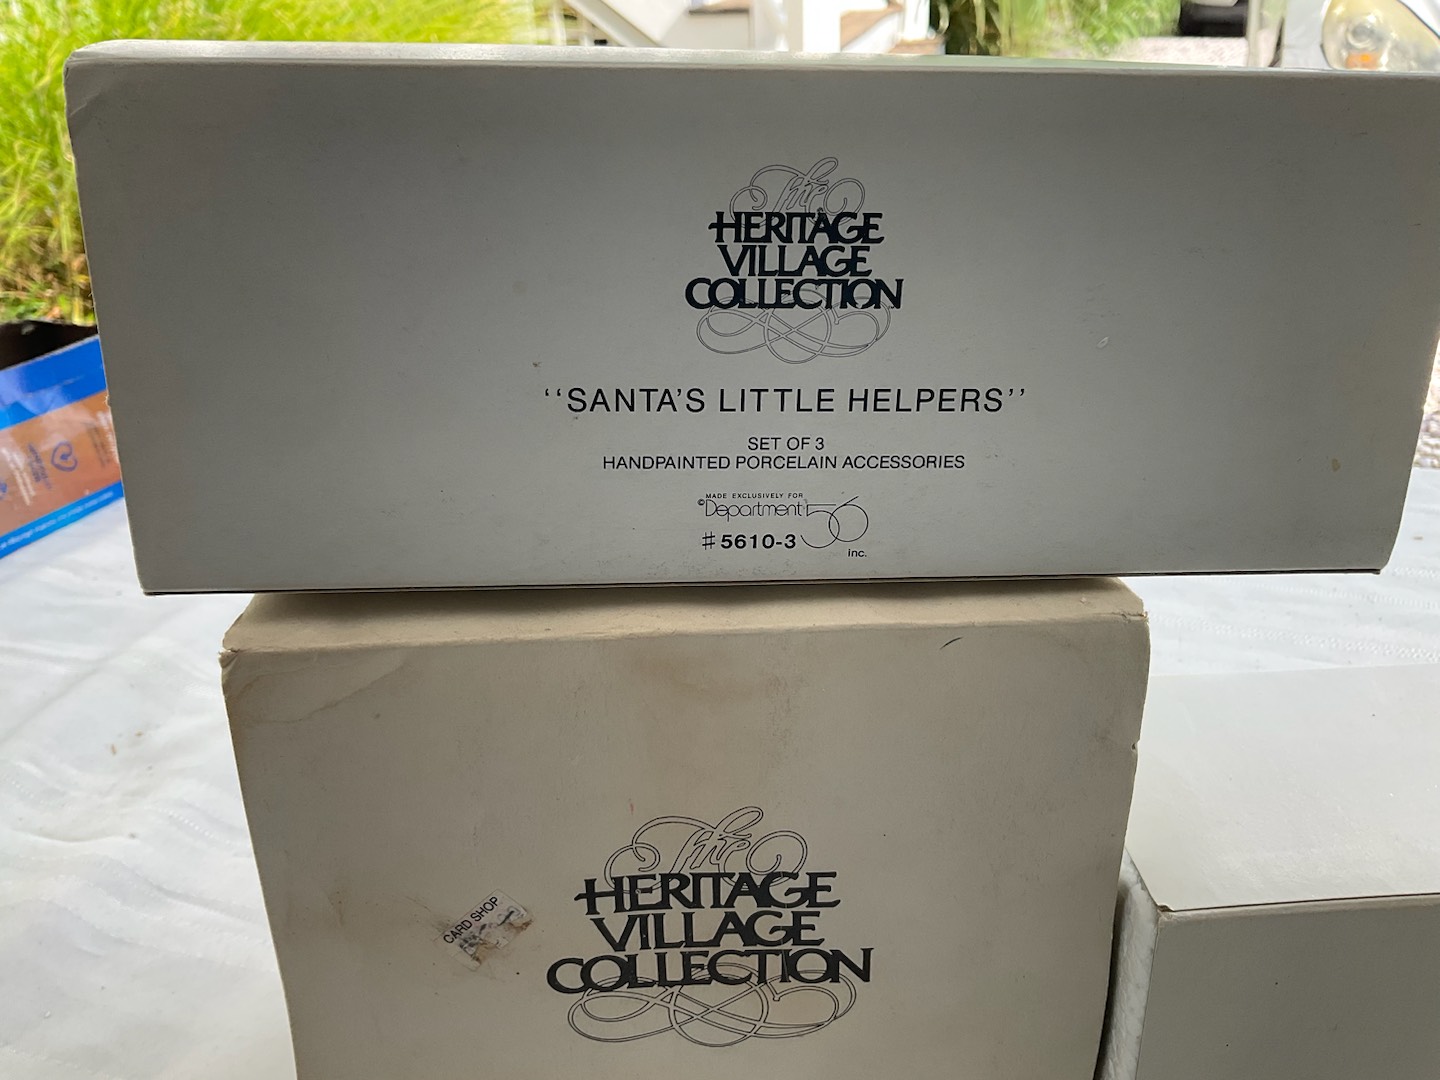 The
HERITAGE
VILLAGE
COLLECTION
‘‘SANTA’S LITTLE HELPERS’’
SET OF 3
HANDPAINTED PORCELAIN ACCESSORIES
MADE EXCLUSIVELY FOR
©Department 56
inc.
#5610-3
CARD SHOP
The
HERITAGE
VILLAGE
COLLECTION